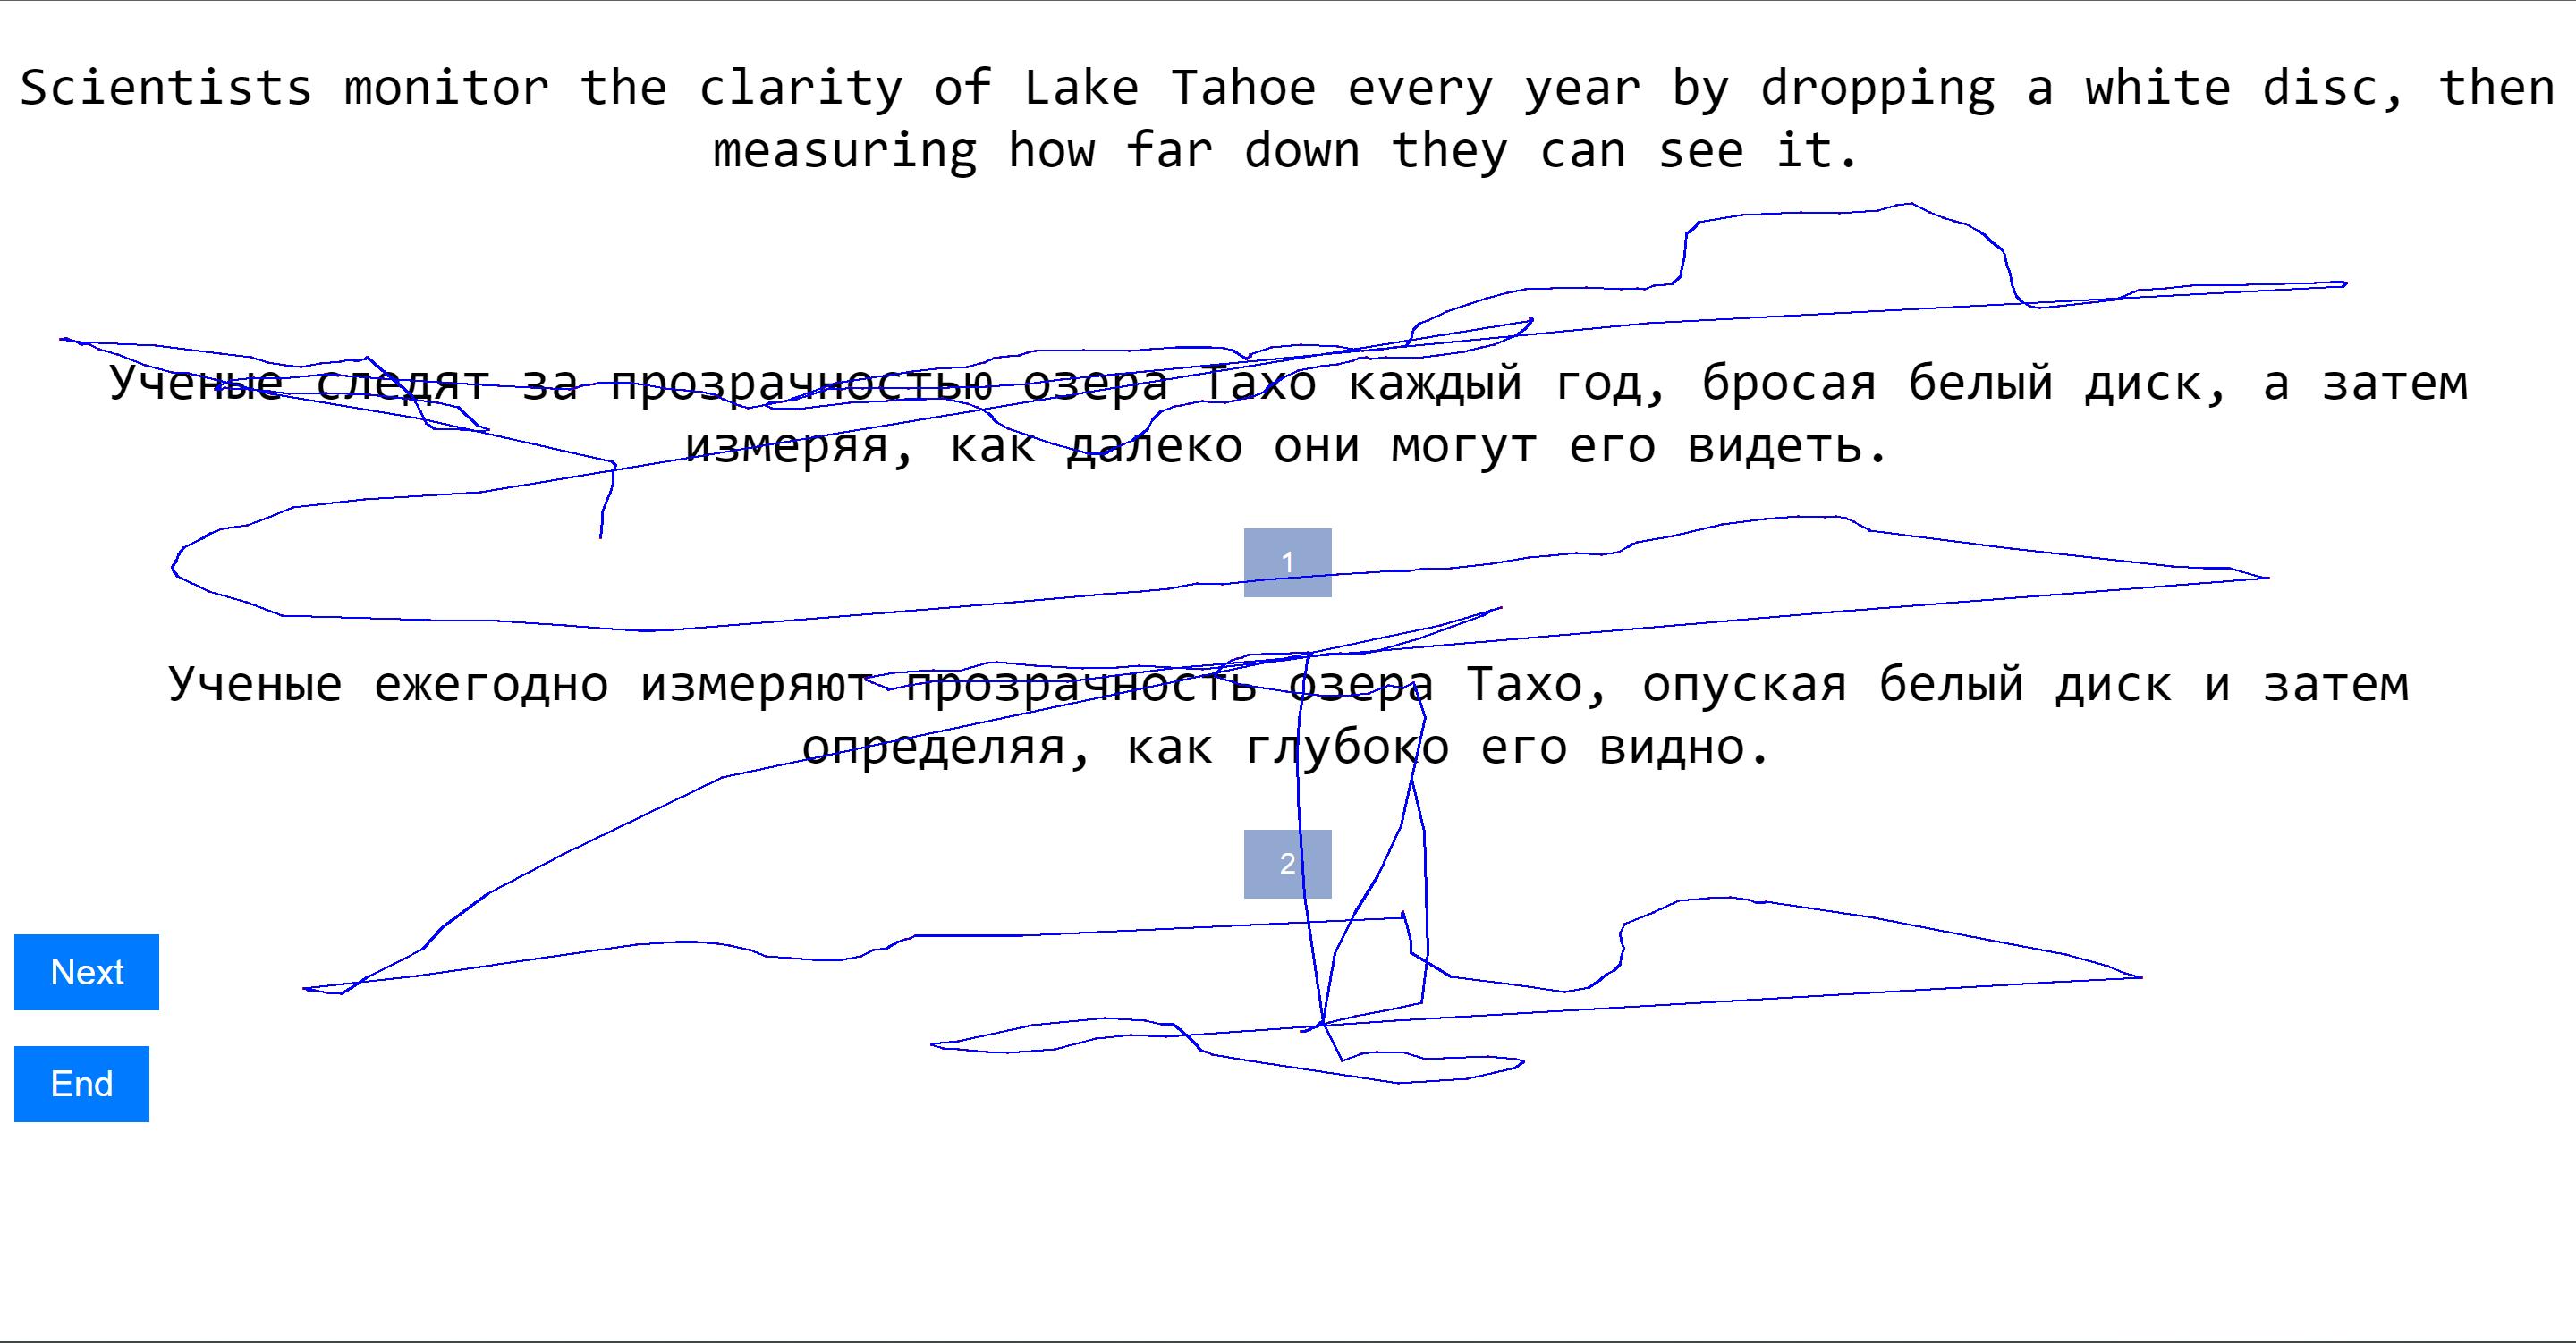 Scientists monitor the clarity of Lake Tahoe every year by dropping a white disc, then
measuring how far down they can see it.
Ученые следят за прозрачностью озера Тахо каждый год, бросая белый диск, а затем
измеряя, как далеко они могут его видеть.
1
Ученые ежегодно измеряют прозрачность озера Тахо, опуская белый диск и затем
определяя, как глубоко его видно.
2
Next
End